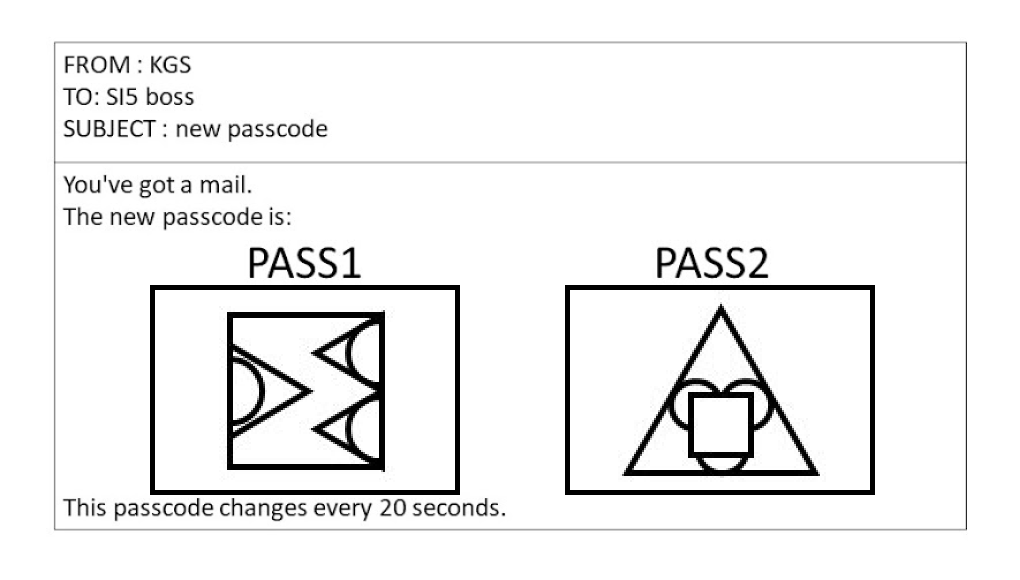 FROM : KGS
TO: SI5 boss
SUBJECT : new passcode
You've got a mail.
The new passcode is:
PASS1
PASS2
This passcode changes every 20 seconds.